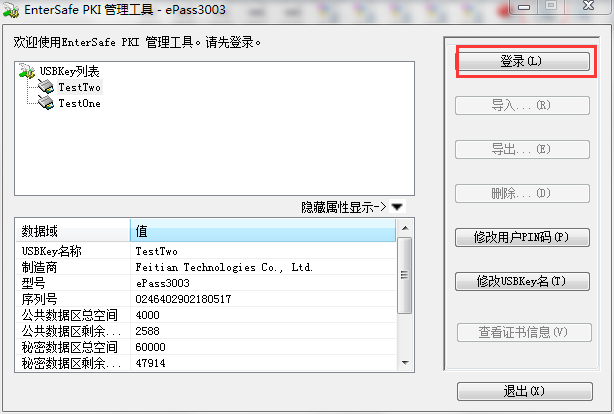 EnterSafe PKI 管理工具 - ePass3003
欢迎使用EnterSafe PKI 管理工具。请先登录。
USBKey列表
TestTwo
TestOne
隐藏属性显示->
数据域 值
USBKey名称 TestTwo
制造商 Feitian Technologies Co., Ltd.
型号 ePass3003
序列号 0246402902180517
公共数据区总空间 4000
公共数据区剩余... 2588
秘密数据区总空间 60000
秘密数据区剩余... 47914
登录(L)
导入...(R)
导出...(E)
删除...(D)
修改用户PIN码(P)
修改USBKey名(T)
查看证书信息(V)
退出(X)